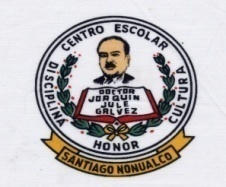 CENTRO ESCOLAR
DISCIPLINA
CULTURA
DOCTOR
JOAQUIN
JULE
GALVEZ
HONOR
SANTIAGO NONUALCO